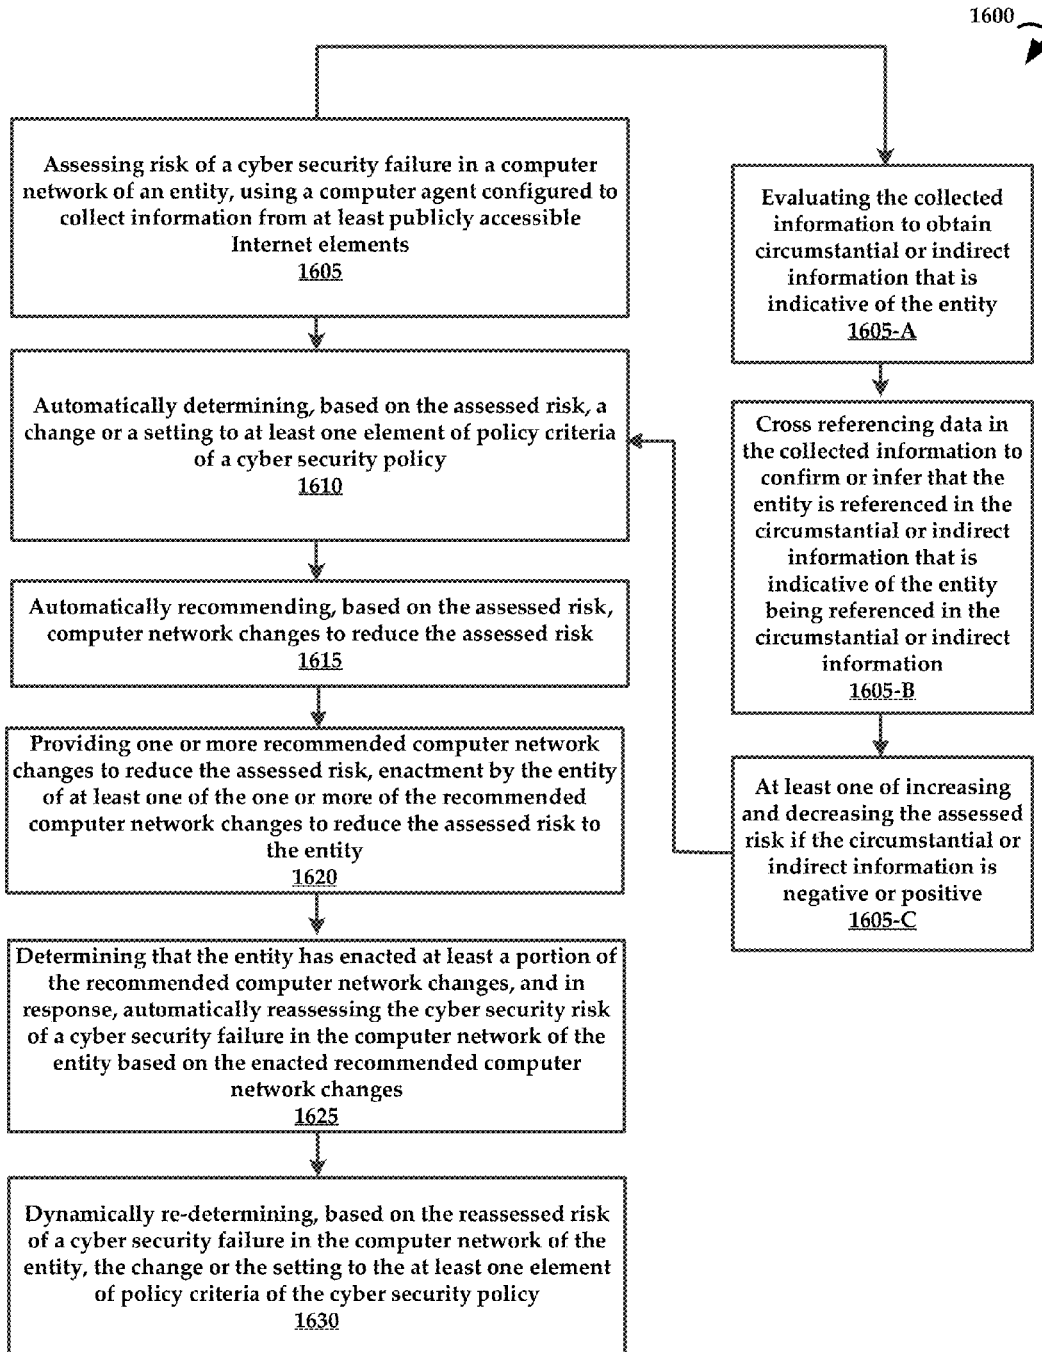 1600
Assessing risk of a cyber security failure in a computer
network of an entity, using a computer agent configured to
collect information from at least publicly accessible
Internet elements
1605
Automatically determining, based on the assessed risk, a
change or a setting to at least one element of policy criteria
of a cyber security policy
1610
Automatically recommending, based on the assessed risk,
computer network changes to reduce the assessed risk
1615
Providing one or more recommended computer network
changes to reduce the assessed risk, enactment by the entity
of at least one of the one or more of the recommended
computer network changes to reduce the assessed risk to
the entity
1620
Determining that the entity has enacted at least a portion of
the recommended computer network changes, and in
response, automatically reassessing the cyber security risk
of a cyber security failure in the computer network of the
entity based on the enacted recommended computer
network changes
1625
Dynamically re-determining, based on the reassessed risk
of a cyber security failure in the computer network of the
entity, the change or the setting to the at least one element
of policy criteria of the cyber security policy
1630
Evaluating the collected
information to obtain
circumstantial or indirect
information that is
indicative of the entity
1605-A
Cross referencing data in
the collected information to
confirm or infer that the
entity is referenced in the
circumstantial or indirect
information that is
indicative of the entity
being referenced in the
circumstantial or indirect
information
1605-B
At least one of increasing
and decreasing the assessed
risk if the circumstantial or
indirect information is
negative or positive
1605-C